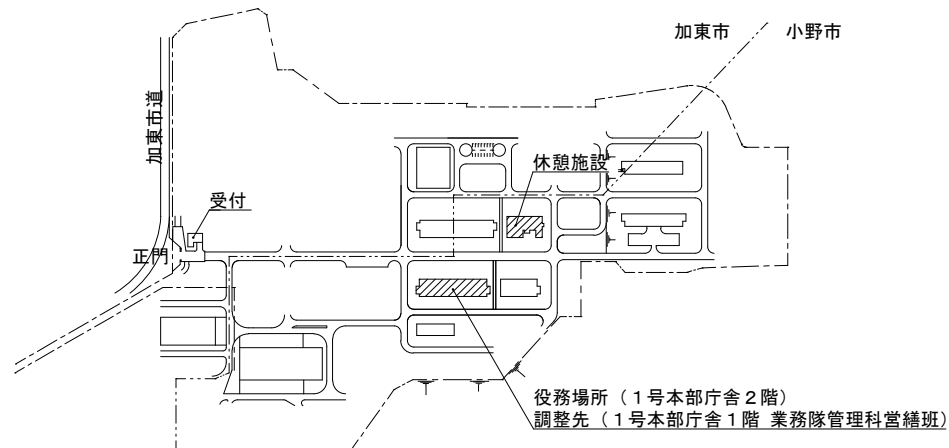 加東市 小野市
加東市道
休憩施設
受付
正門
役務場所（１号本部庁舎２階）
調整先（１号本部庁舎１階 業務隊管理科営繕班）